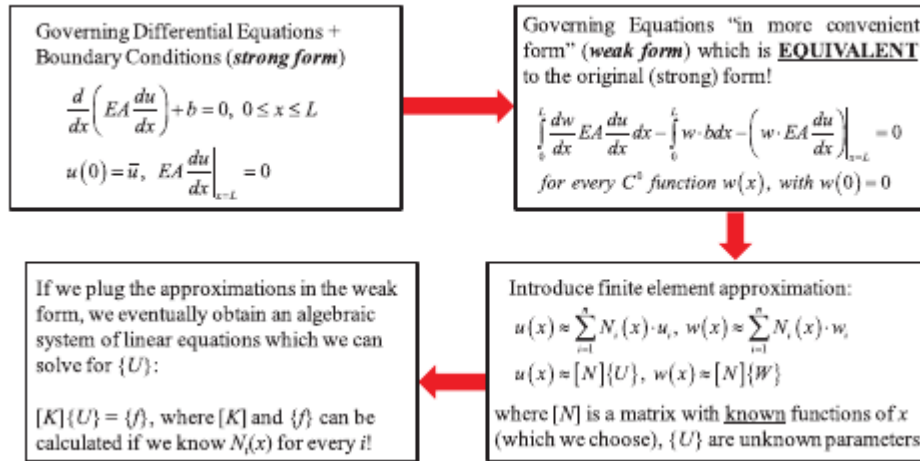 Governing Differential Equations +
Boundary Conditions (strong form)
d/dx (EA du/dx) + b = 0, 0 ≤ x ≤ L
u(0) = ū, EA du/dx |x=L = 0
Governing Equations “in more convenient
form” (weak form) which is EQUIVALENT
to the original (strong) form!
∫₀ᴸ dw/dx EA du/dx dx − ∫₀ᴸ w·bdx − (w·EA du/dx)|x=L = 0
for every C⁰ function w(x), with w(0) = 0
Introduce finite element approximation:
u(x) ≈ ∑ⁿᵢ₌₁ Nᵢ(x)·uᵢ, w(x) ≈ ∑ⁿᵢ₌₁ Nᵢ(x)·wᵢ
u(x) ≈ [N]{U}, w(x) ≈ [N]{W}
where [N] is a matrix with known functions of x
(which we choose), {U} are unknown parameters
If we plug the approximations in the weak
form, we eventually obtain an algebraic
system of linear equations which we can
solve for {U}:
[K]{U} = {f}, where [K] and {f} can be
calculated if we know Nᵢ(x) for every i!